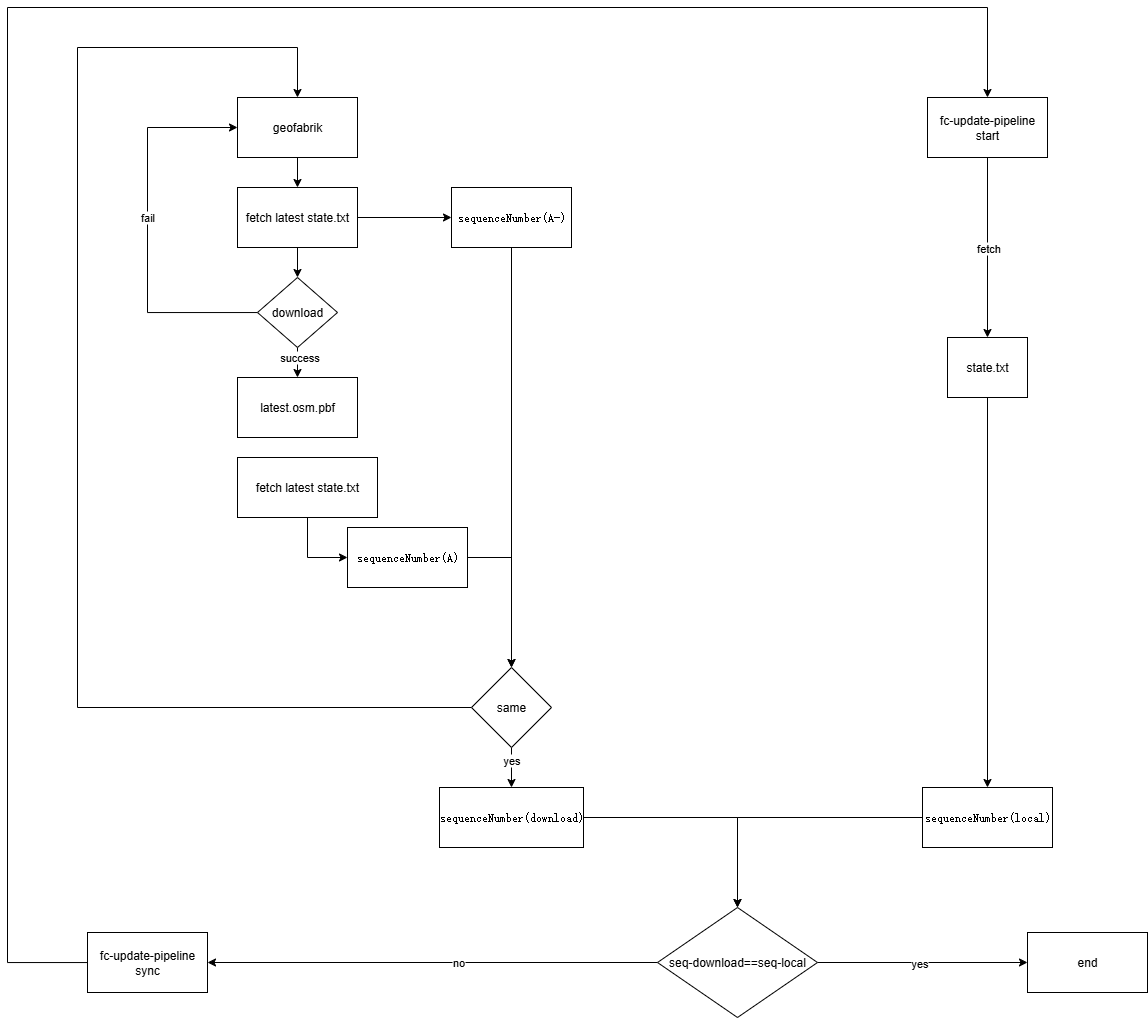 geofabrik
fc-update-pipeline
start
fail
fetch latest state.txt
sequenceNumber(A-)
fetch
download
success
state.txt
latest.osm.pbf
fetch latest state.txt
sequenceNumber(A)
same
yes
sequenceNumber(download)
sequenceNumber(local)
fc-update-pipeline
sync
no
seq-download==seq-local
yes
end